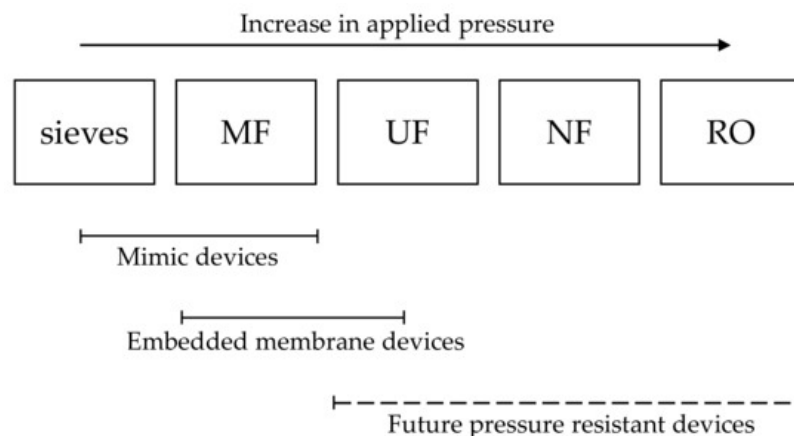 Increase in applied pressure
sieves MF UF NF RO
Mimic devices
Embedded membrane devices
Future pressure resistant devices